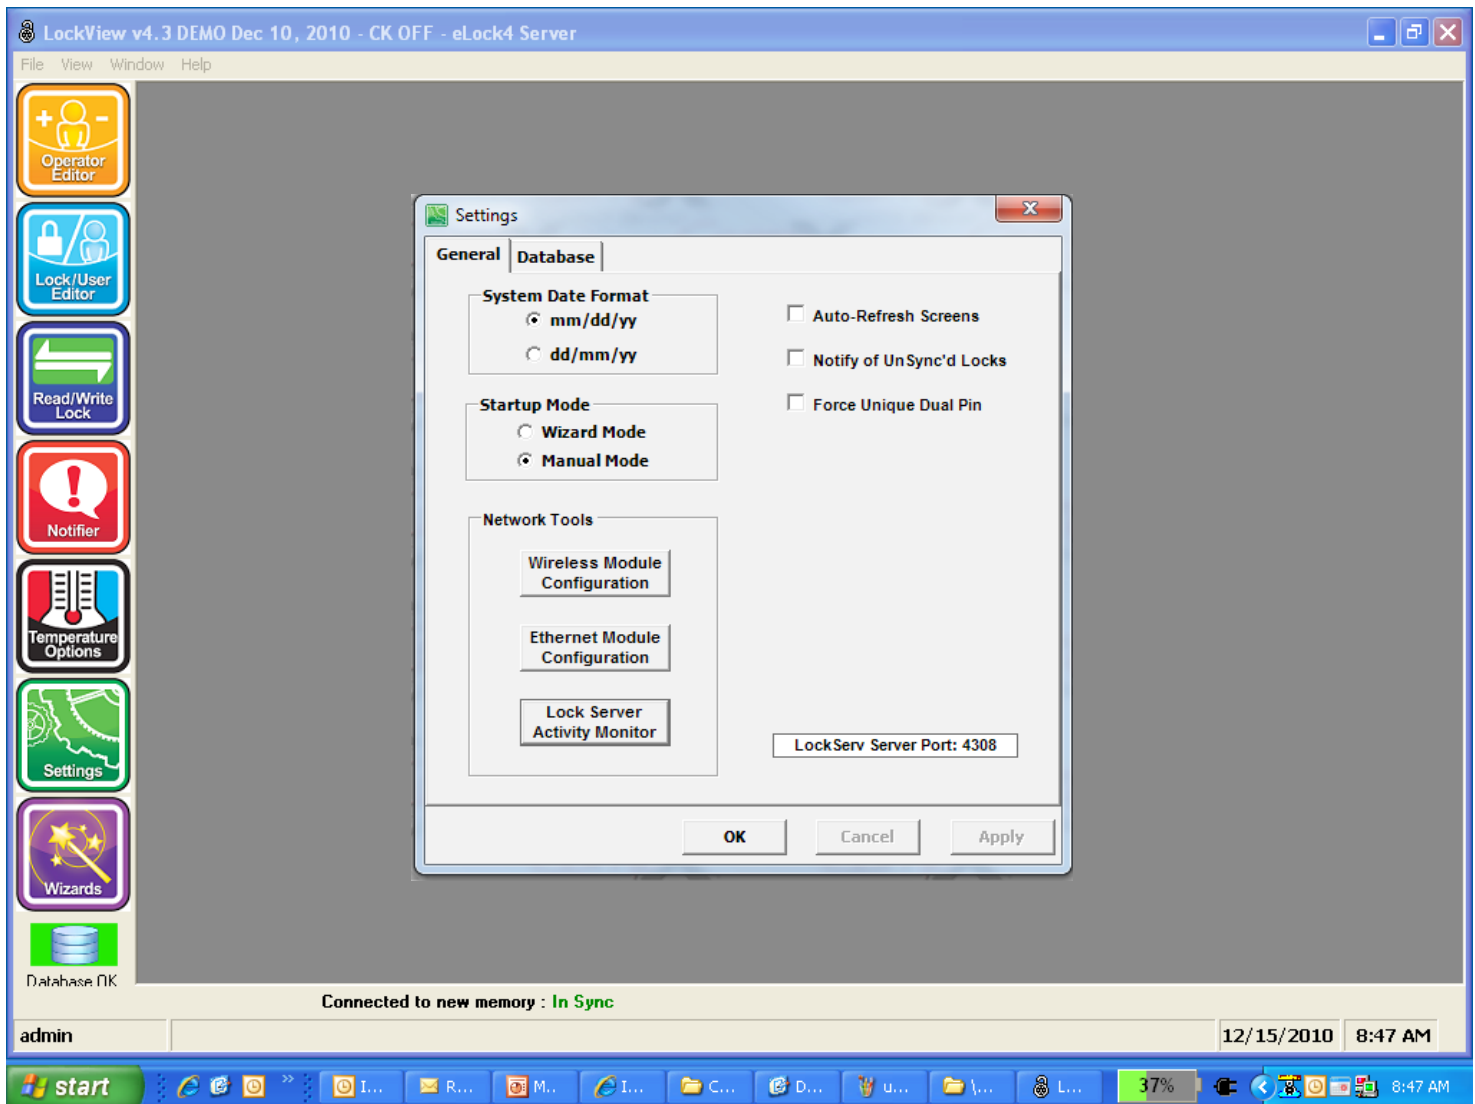 LockView v4.3 DEMO Dec 10, 2010 - CK OFF - eLock4 Server
File View Window Help
Operator
Editor
Lock/User
Editor
Read/Write
Lock
Notifier
Temperature
Options
Settings
Wizards
Database OK
Settings
General Database
System Date Format
mm/dd/yy
dd/mm/yy
Startup Mode
Wizard Mode
Manual Mode
Network Tools
Wireless Module
Configuration
Ethernet Module
Configuration
Lock Server
Activity Monitor
Auto-Refresh Screens
Notify of UnSync'd Locks
Force Unique Dual Pin
LockServ Server Port: 4308
OK Cancel Apply
Connected to new memory : In Sync
admin 12/15/2010 8:47 AM
start I... R... M.. I... C... D... u... \... L... 37% 8:47 AM